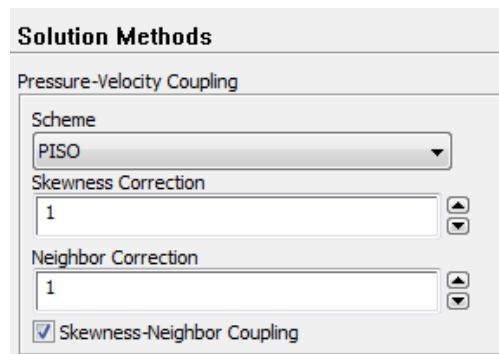 Solution Methods
Pressure-Velocity Coupling
Scheme
PISO
Skewness Correction
1
Neighbor Correction
1
Skewness-Neighbor Coupling